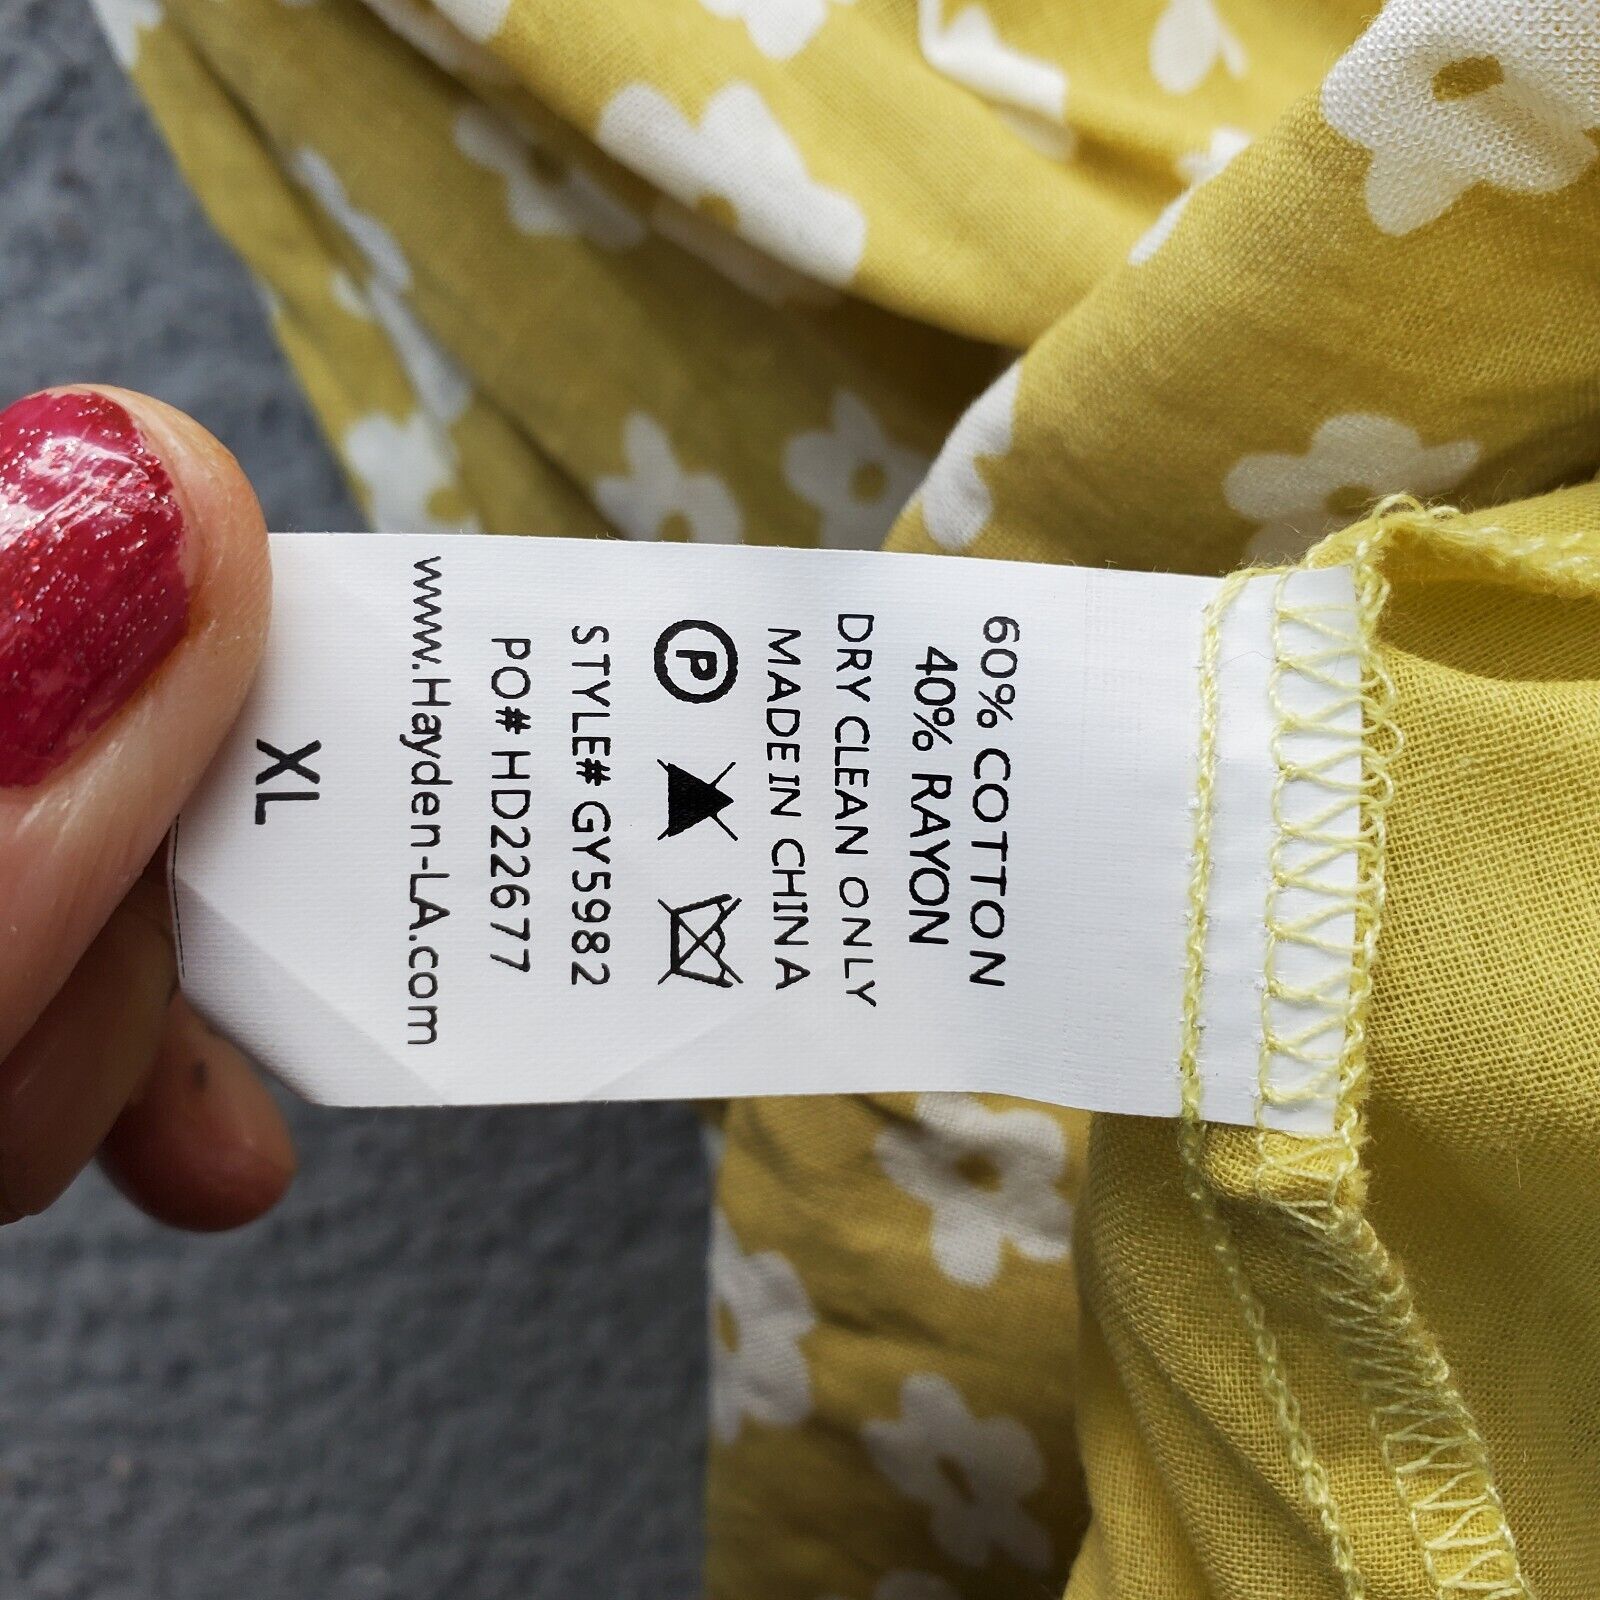 60% COTTON
40% RAYON
DRY CLEAN ONLY
MADE IN CHINA
P
STYLE# GY5982
PO# HD22677
www.Hayden-LA.com
XL